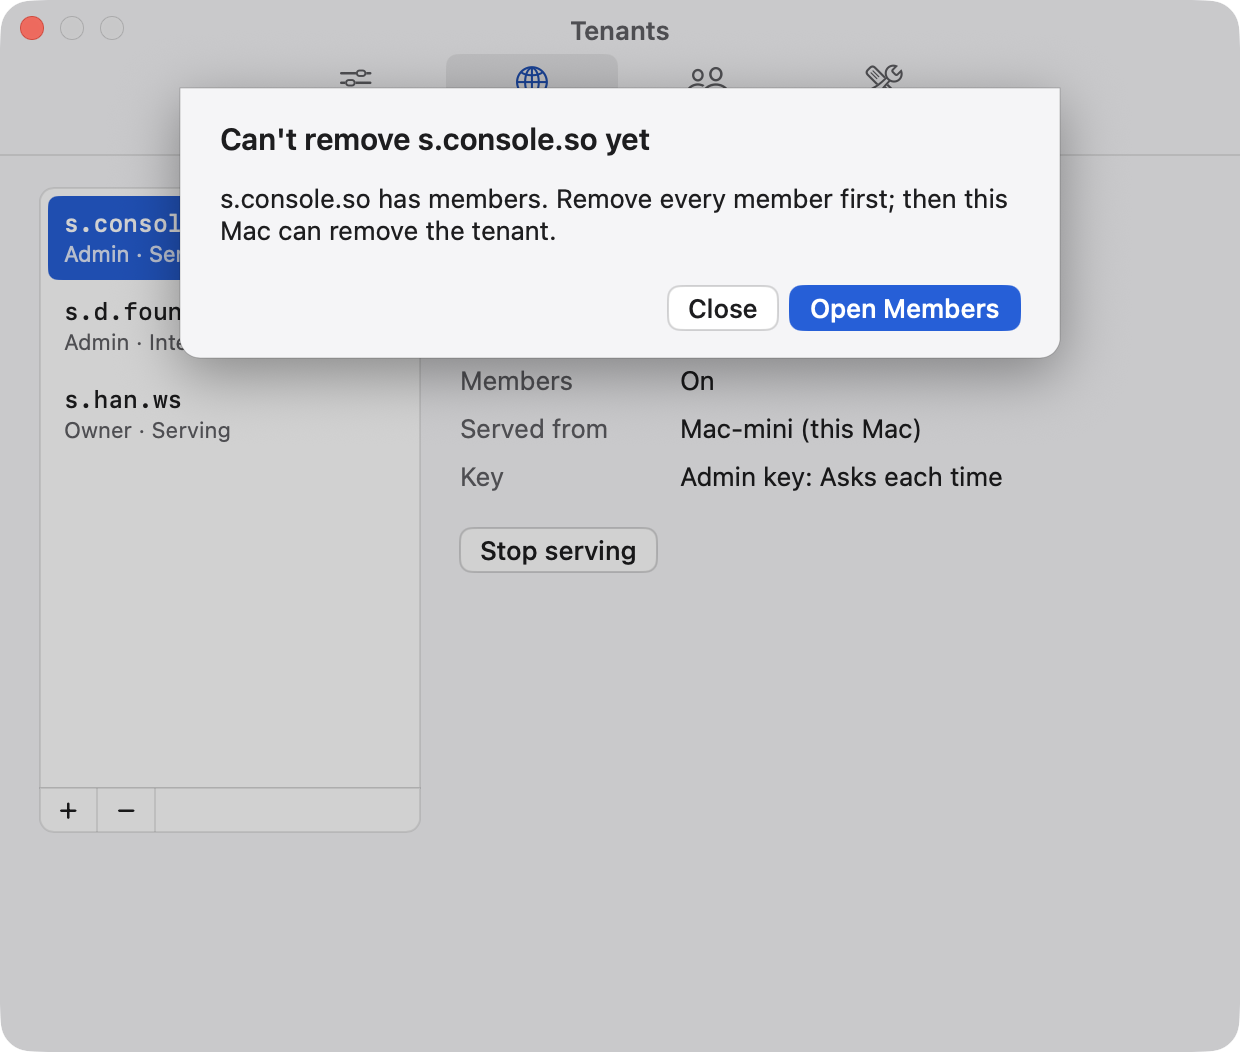 Tenants
Can't remove s.console.so yet
s.console.so has members. Remove every member first; then this
Mac can remove the tenant.
Close
Open Members
s.consol
Admin · Ser
s.d.foun
Admin · Inte
s.han.ws
Owner · Serving
Members
On
Served from
Mac-mini (this Mac)
Key
Admin key: Asks each time
Stop serving
+
−